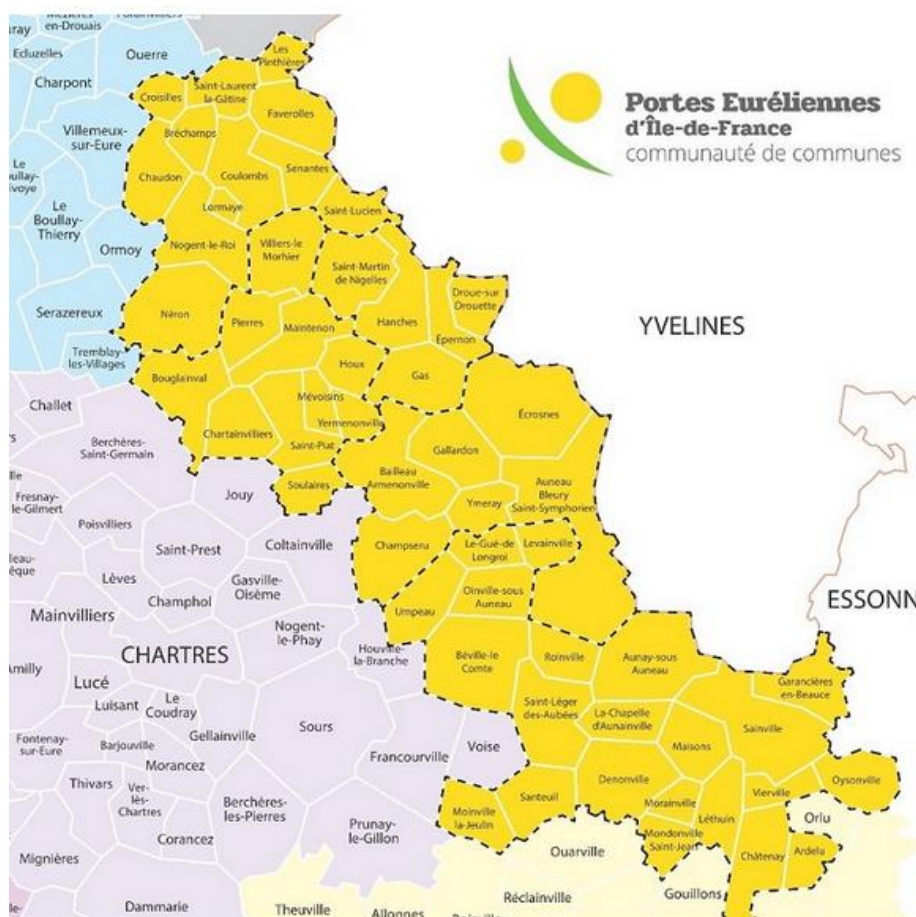 Mézières
en-Drouais
Ecluzelles
Charpont
Ouerre
Villemeux-
sur-Eure
Le
Boullay-
Thierry
Ormoy
Serazereux
Tremblay-
les-Villages
Les
Pinthières
Saint-Laurent
la-Gâtine
Croisilles
Faverolles
Bréchamps
Chaudon
Coulombs
Senantes
Lormaye
Saint-Lucien
Nogent-le-Roi
Villiers-le
Morhier
Saint-Martin
de Nigelles
Droue-sur
Drouette
Néron
Pierres
Maintenon
Hanches
Épernon
Houx
Gas
Bouglainval
Mévoisins
Yermenonville
Chartainvilliers
Saint-Piat
Soulaires
Écrosnes
Gallardon
Bailleau
Armenonville
Ymeray
Auneau
Bleury
Saint-Symphorien
Champseru
Le-Gué-de
Longroi
Levainville
Oinville-sous
Auneau
Umpeau
Béville-le
Comte
Roinville
Aunay-sous
Auneau
Garancières
en-Beauce
Saint-Léger
des-Aubées
La-Chapelle
d'Aunainville
Sainville
Maisons
Denonville
Santeuil
Moinville
la-Jeulin
Morainville
Mondonville
Saint-Jean
Léthuin
Vierville
Oysonville
Orlu
Châtenay
Ardelu
Portes Euréliennes
d'Île-de-France
communauté de communes
YVELINES
ESSONN
Challet
Berchères-
Saint-Germain
Fresnay-
le-Gilmert
Poisvilliers
Jouy
Saint-Prest
Coltainville
Lèves
Gasville-
Oisème
Champhol
Mainvilliers
Nogent-
le-Phay
Houville-
la-Branche
CHARTRES
Amilly
Lucé
Luisant
Le
Coudray
Gellainville
Sours
Barjouville
Fontenay-
sur-Eure
Morancez
Francourville
Voise
Thivars
Ver-
lès-
Chartres
Berchères-
les-Pierres
Corancez
Prunay-
le-Gillon
Mignières
Dammarie
Theuville
Allonnes
Ouarville
Réclainville
Gouillons